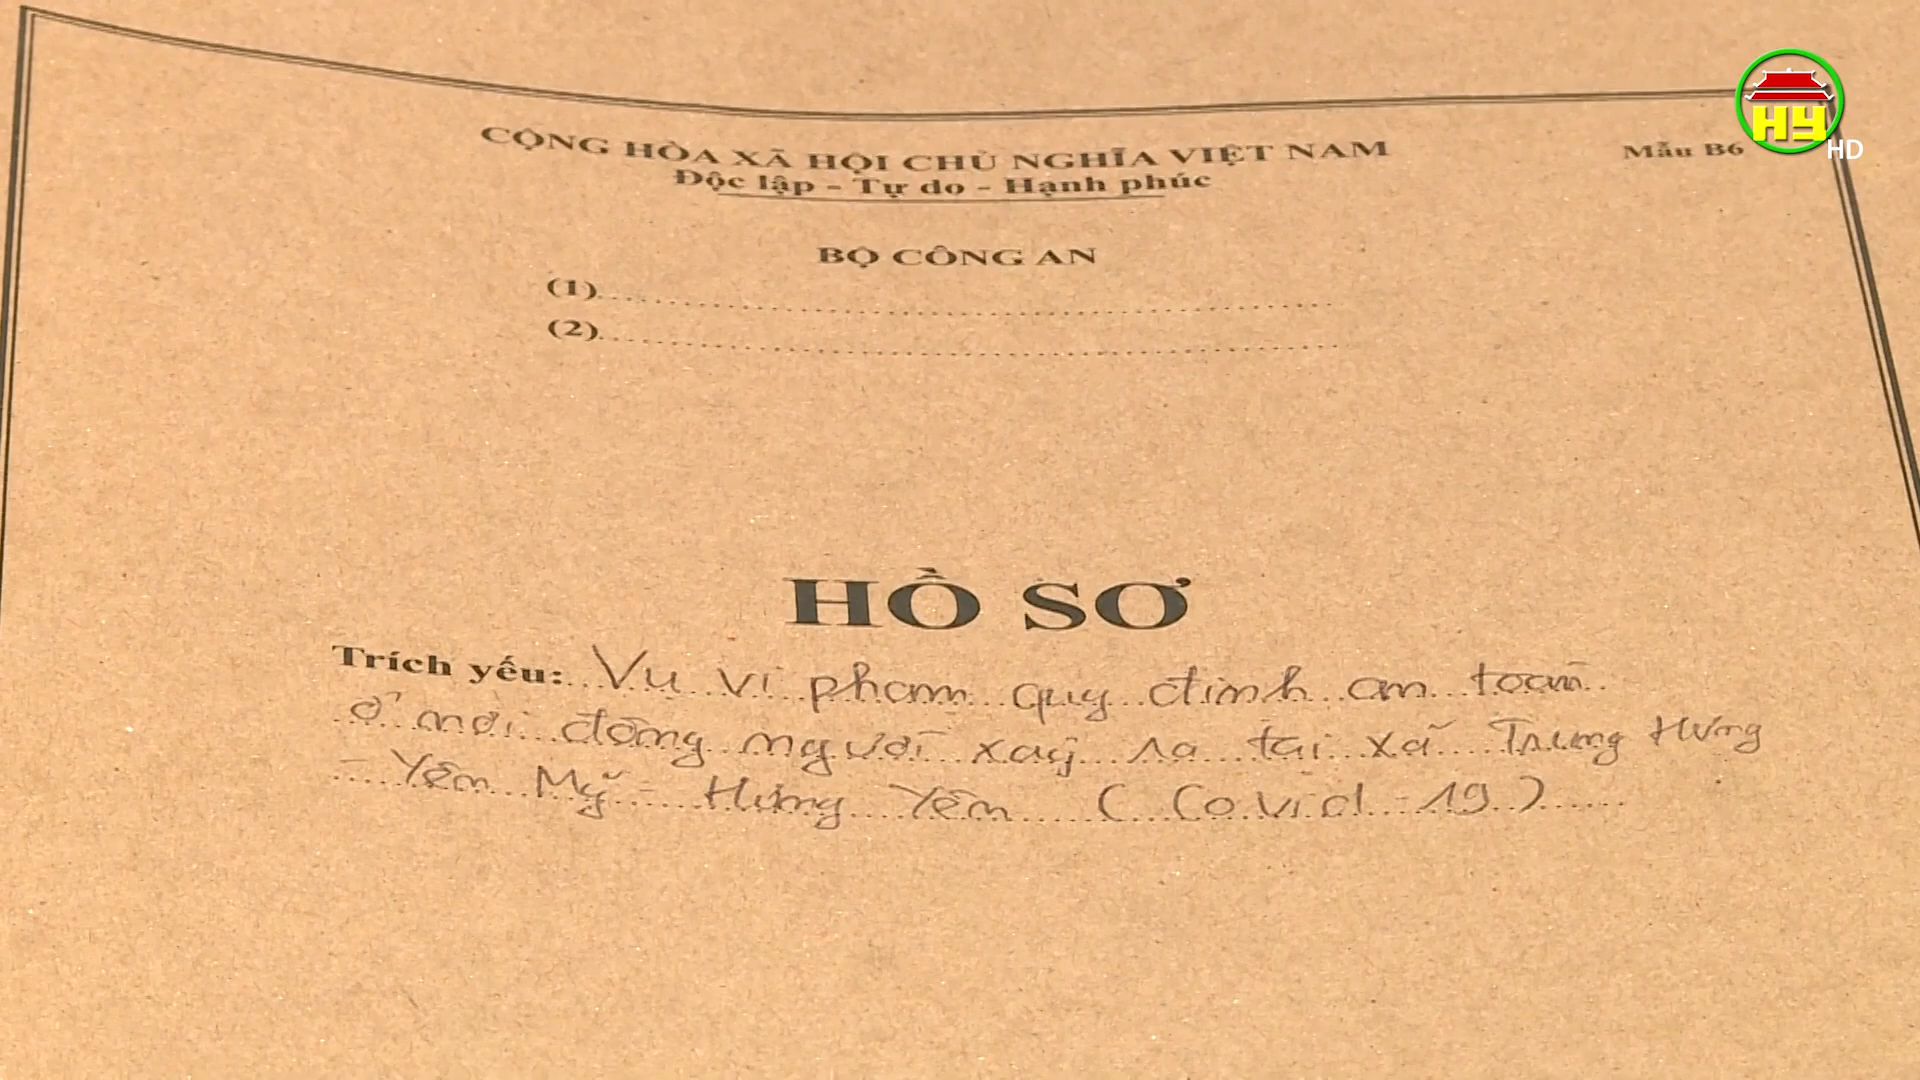 CỘNG HÒA XÃ HỘI CHỦ NGHĨA VIỆT NAM
Độc lập - Tự do - Hạnh phúc
Mẫu B6
HY
HD
BỘ CÔNG AN
(1)
(2)
HỒ SƠ
Trích yếu: Vụ vi phạm quy định an toàn
ở nơi đông người xảy ra tại xã Trung Hưng
- Yên Mỹ - Hưng Yên (Covid-19)